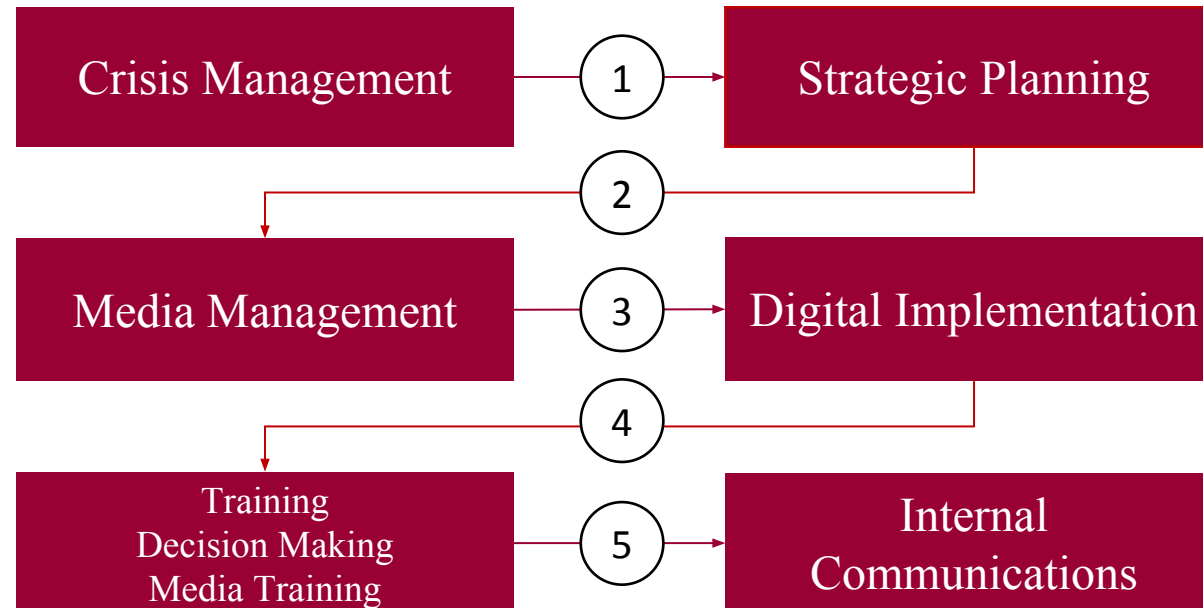 Crisis Management
1
Strategic Planning
2
Media Management
3
Digital Implementation
4
Training
Decision Making
Media Training
5
Internal
Communications